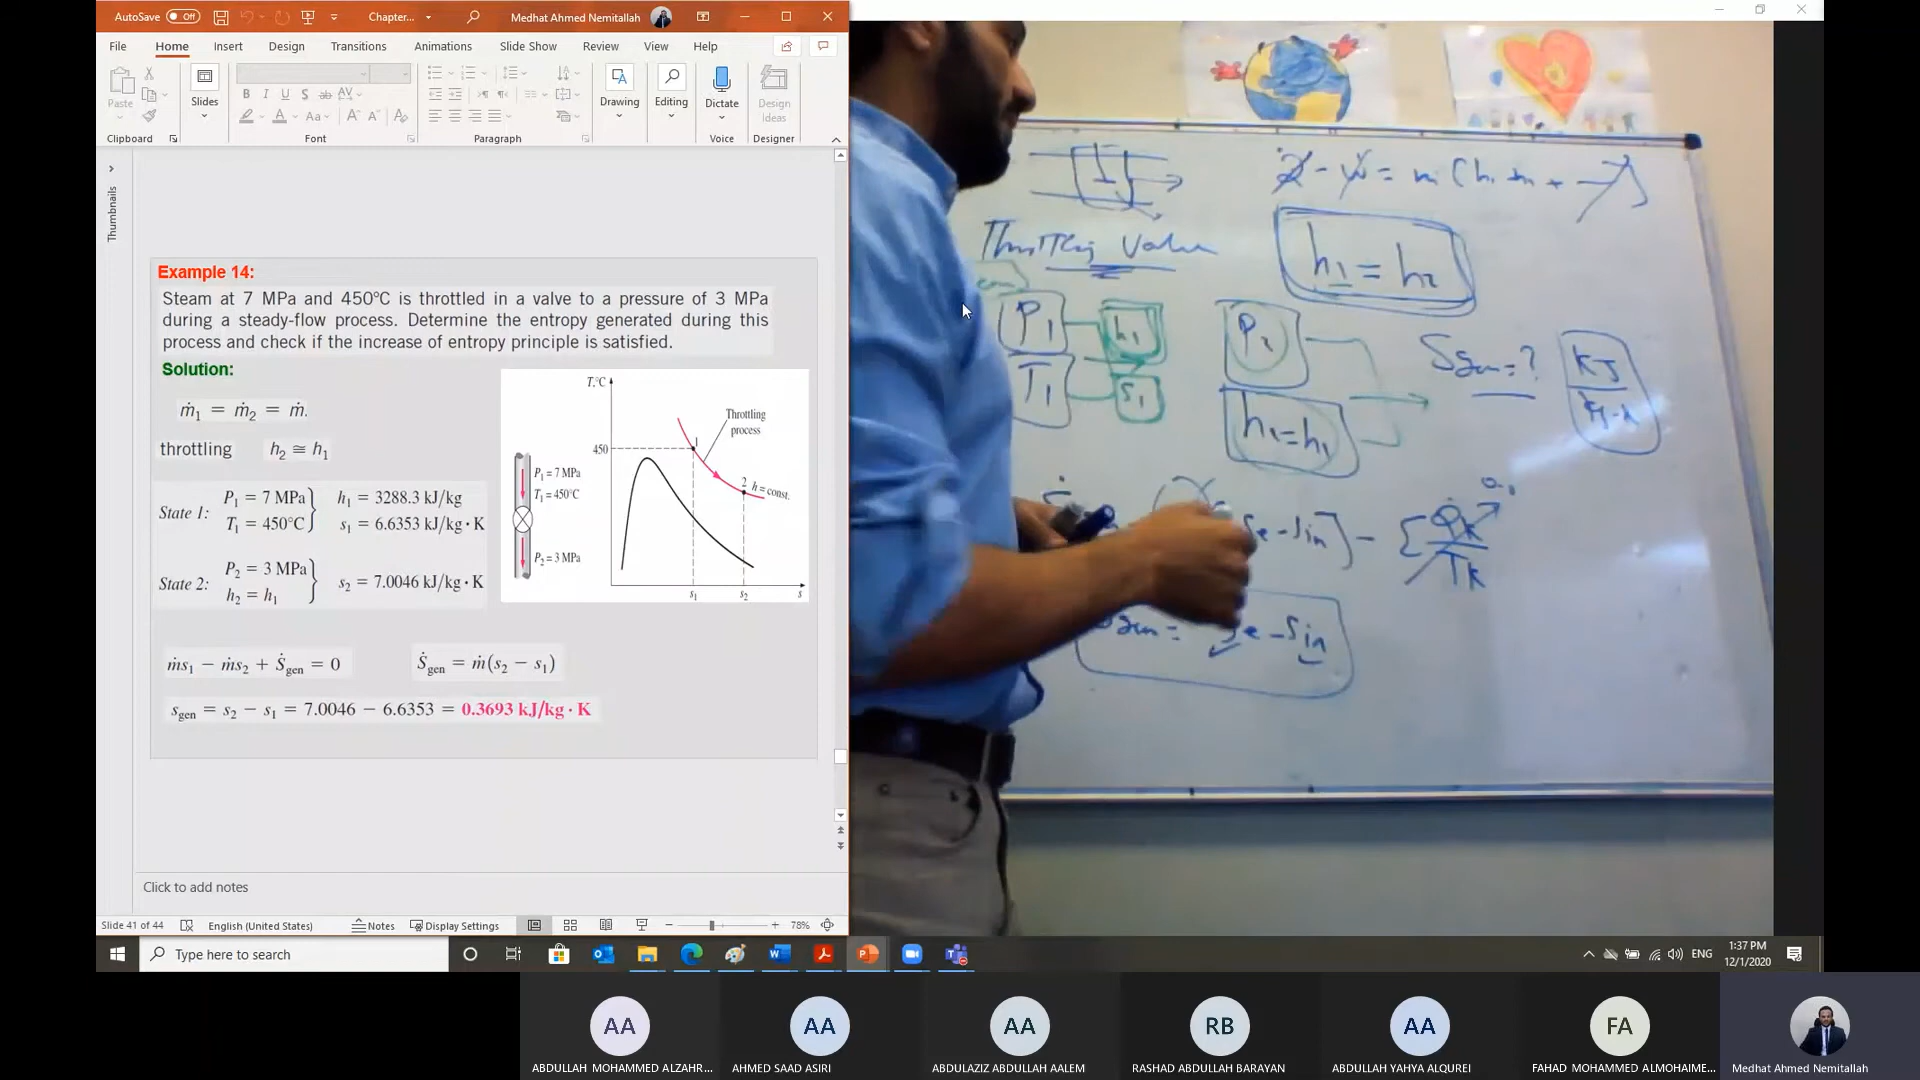 AutoSave Off Chapter... Medhat Ahmed Nemitallah
File Home Insert Design Transitions Animations Slide Show Review View Help
Paste Slides Drawing Editing Dictate Design Ideas
Clipboard Font Paragraph Voice Designer
Thumbnails
Example 14:
Steam at 7 MPa and 450°C is throttled in a valve to a pressure of 3 MPa
during a steady-flow process. Determine the entropy generated during this
process and check if the increase of entropy principle is satisfied.
Solution:
ṁ1 = ṁ2 = ṁ.
throttling h2 ≅ h1
State 1: P1 = 7 MPa h1 = 3288.3 kJ/kg
T1 = 450°C s1 = 6.6353 kJ/kg·K
State 2: P2 = 3 MPa s2 = 7.0046 kJ/kg·K
h2 = h1
T,°C
Throttling
process
450
1
2 h = const.
P1 = 7 MPa
T1 = 450°C
P2 = 3 MPa
s1 s2 s
ṁs1 − ṁs2 + Ṡgen = 0 Ṡgen = ṁ(s2 − s1)
sgen = s2 − s1 = 7.0046 − 6.6353 = 0.3693 kJ/kg·K
Click to add notes
Slide 41 of 44 English (United States) Notes Display Settings 78%
Type here to search
ENG 1:37 PM
12/1/2020
Throttling Valve
h1 = h2
P1 h1
T1 s1
P2
h2 = h1
Sgen = ? 
Se - Sin
AA AA AA RB AA FA
ABDULLAH MOHAMMED ALZAHR... AHMED SAAD ASIRI ABDULAZIZ ABDULLAH AALEM RASHAD ABDULLAH BARAYAN ABDULLAH YAHYA ALQUREI FAHAD MOHAMMED ALMOHAIME... Medhat Ahmed Nemitallah